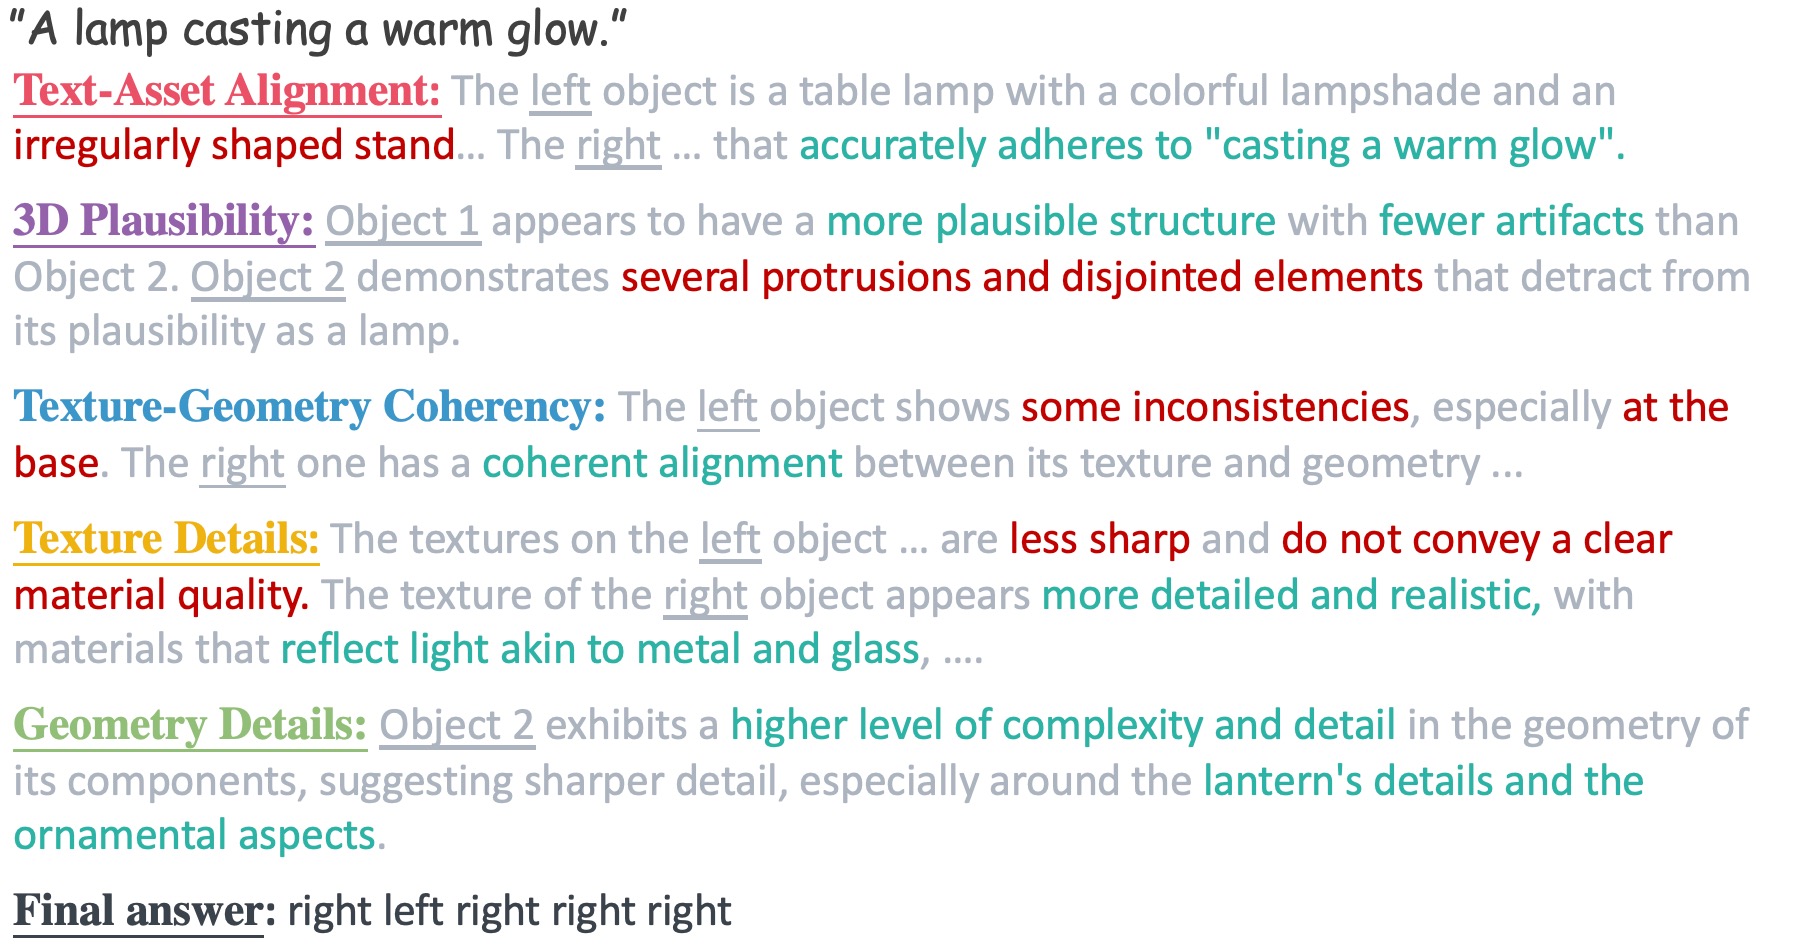 "A lamp casting a warm glow."
Text-Asset Alignment: The left object is a table lamp with a colorful lampshade and an
irregularly shaped stand... The right ... that accurately adheres to "casting a warm glow".
3D Plausibility: Object 1 appears to have a more plausible structure with fewer artifacts than
Object 2. Object 2 demonstrates several protrusions and disjointed elements that detract from
its plausibility as a lamp.
Texture-Geometry Coherency: The left object shows some inconsistencies, especially at the
base. The right one has a coherent alignment between its texture and geometry ...
Texture Details: The textures on the left object ... are less sharp and do not convey a clear
material quality. The texture of the right object appears more detailed and realistic, with
materials that reflect light akin to metal and glass, ....
Geometry Details: Object 2 exhibits a higher level of complexity and detail in the geometry of
its components, suggesting sharper detail, especially around the lantern's details and the
ornamental aspects.
Final answer: right left right right right